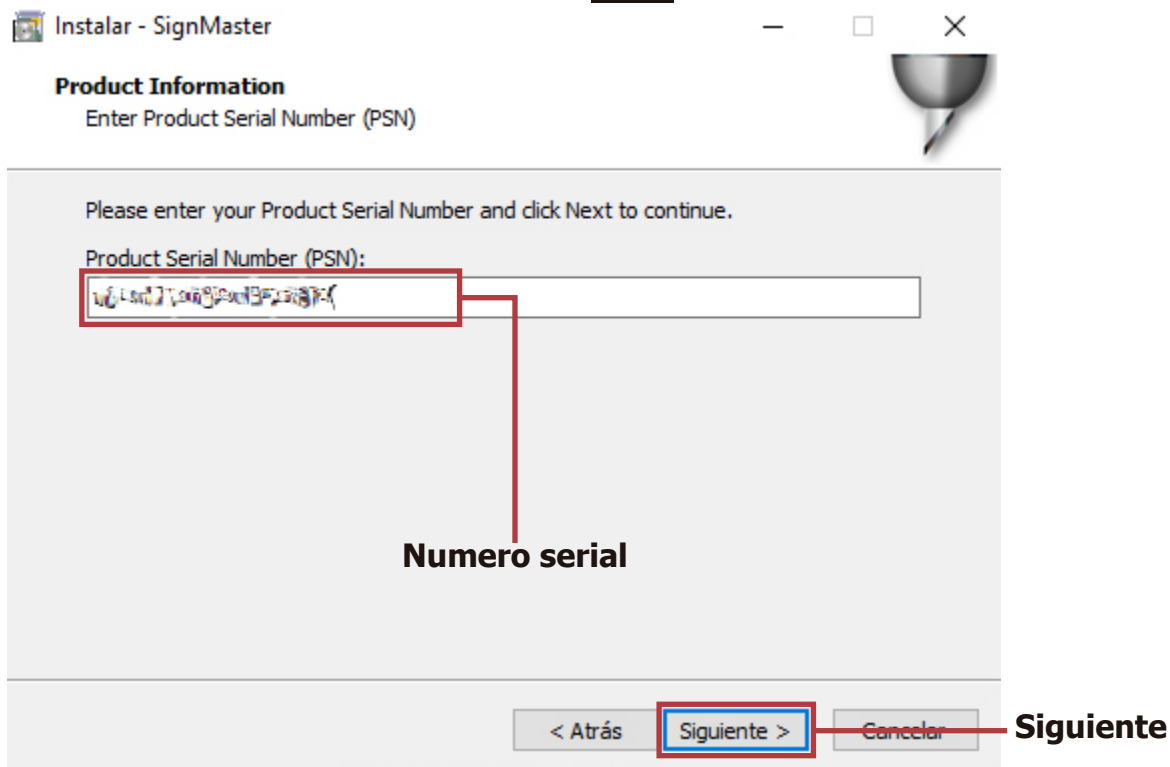 Instalar - SignMaster
Product Information
Enter Product Serial Number (PSN)
Please enter your Product Serial Number and click Next to continue.
Product Serial Number (PSN):
Numero serial
< Atrás
Siguiente >
Cancelar
Siguiente